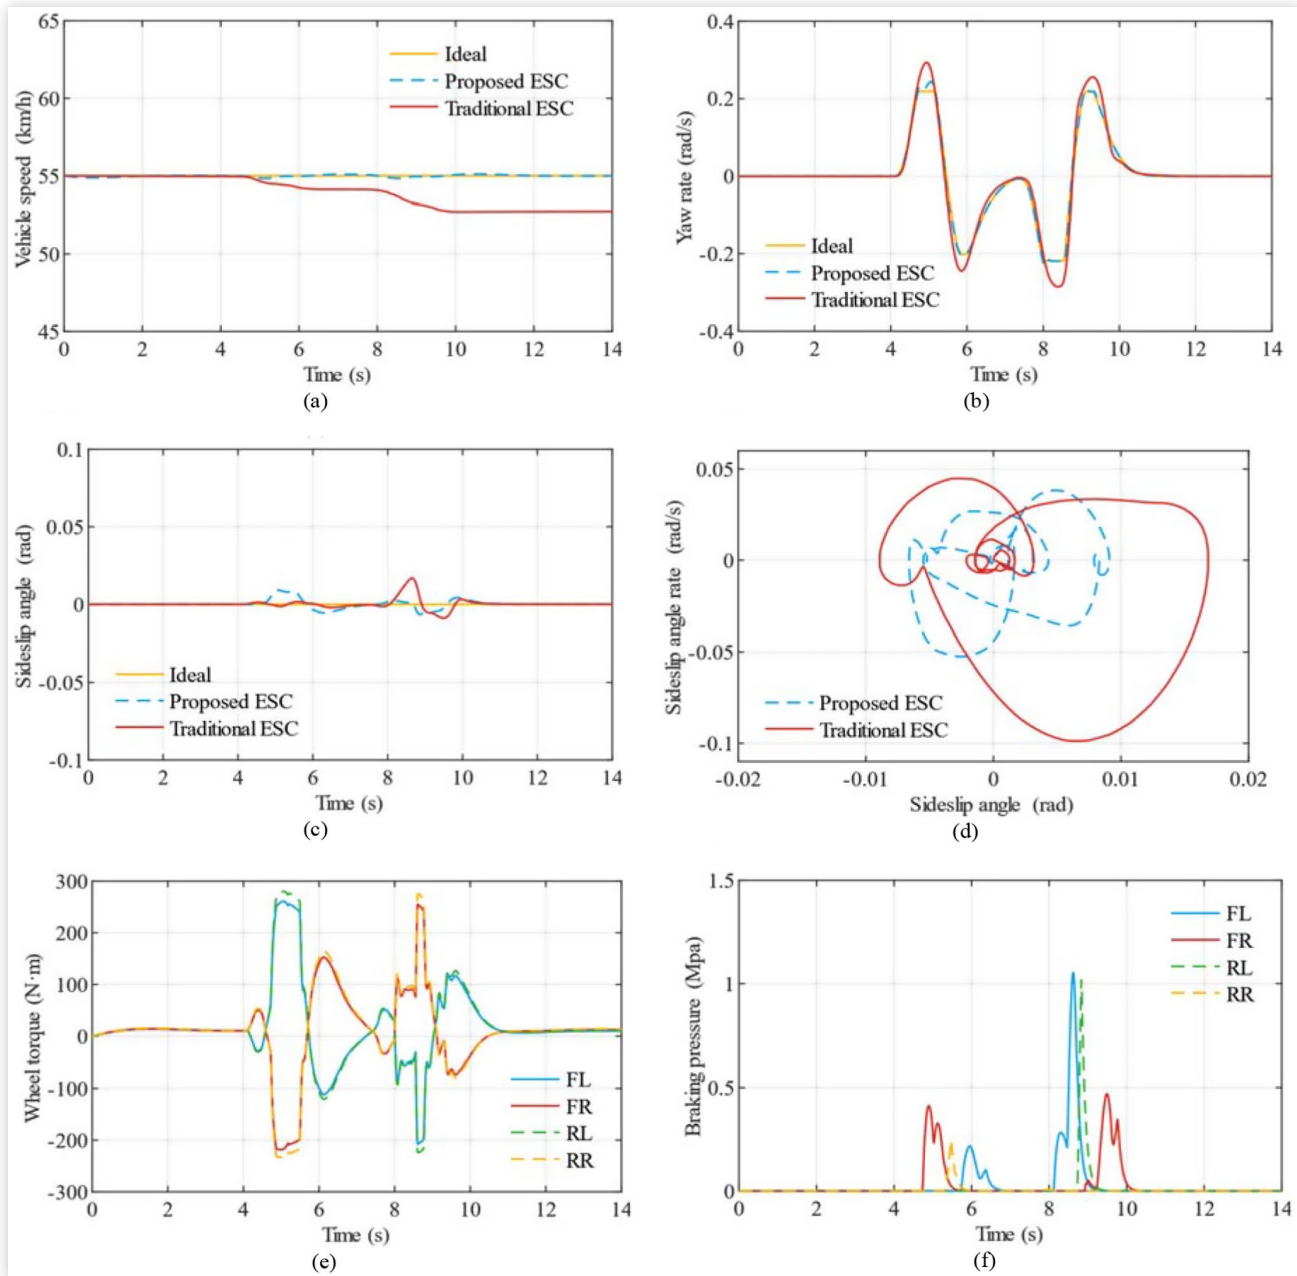 65
60
55
50
45
Vehicle speed (km/h)
Ideal
Proposed ESC
Traditional ESC
0 2 4 6 8 10 12 14
Time (s)
(a)
0.4
0.2
0
-0.2
-0.4
Yaw rate (rad/s)
Ideal
Proposed ESC
Traditional ESC
0 2 4 6 8 10 12 14
Time (s)
(b)
0.1
0.05
0
-0.05
-0.1
Sideslip angle (rad)
Ideal
Proposed ESC
Traditional ESC
0 2 4 6 8 10 12 14
Time (s)
(c)
0.05
0
-0.05
-0.1
Sideslip angle rate (rad/s)
Proposed ESC
Traditional ESC
-0.02 -0.01 0 0.01 0.02
Sideslip angle (rad)
(d)
300
200
100
0
-100
-200
-300
Wheel torque (N·m)
FL
FR
RL
RR
0 2 4 6 8 10 12 14
Time (s)
(e)
1.5
1
0.5
0
Braking pressure (Mpa)
FL
FR
RL
RR
0 2 4 6 8 10 12 14
Time (s)
(f)